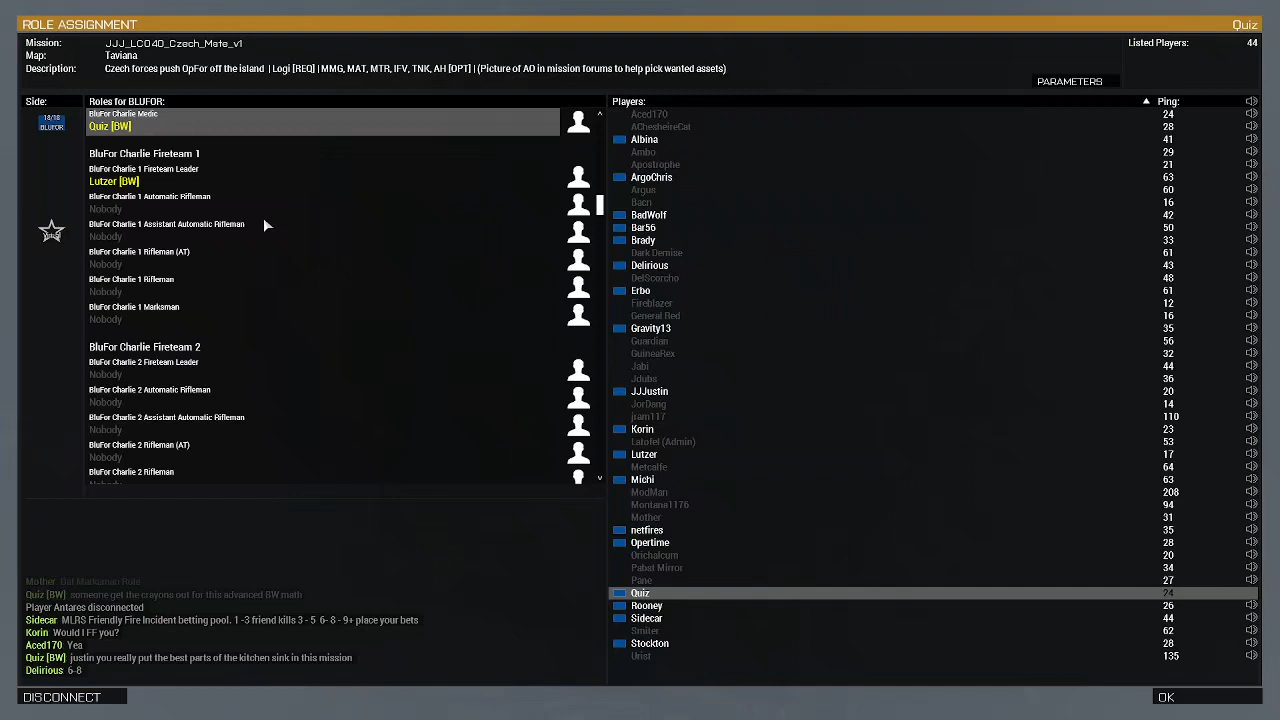 ROLE ASSIGNMENT
Quiz
Mission: JJJ_LCO40_Czech_Mate_v1
Listed Players: 44
Map: Taviana
Description: Czech forces push OpFor off the island | Logi [REQ] | MMG, MAT, MTR, IFV, TNK, AH [OPT] | (Picture of AO in mission forums to help pick wanted assets)
PARAMETERS
Side:
18/18
BLUFOR
Roles for BLUFOR:
BluFor Charlie Medic
Quiz [BW]
BluFor Charlie Fireteam 1
BluFor Charlie 1 Fireteam Leader
Lutzer [BW]
BluFor Charlie 1 Automatic Rifleman
Nobody
BluFor Charlie 1 Assistant Automatic Rifleman
Nobody
BluFor Charlie 1 Rifleman (AT)
Nobody
BluFor Charlie 1 Rifleman
Nobody
BluFor Charlie 1 Marksman
Nobody
BluFor Charlie Fireteam 2
BluFor Charlie 2 Fireteam Leader
Nobody
BluFor Charlie 2 Automatic Rifleman
Nobody
BluFor Charlie 2 Assistant Automatic Rifleman
Nobody
BluFor Charlie 2 Rifleman (AT)
Nobody
BluFor Charlie 2 Rifleman
Nobody
Players: Ping:
Aced170 24
ACheshireCat 28
Albina 41
Ambo 29
Apostrophe 21
ArgoChris 63
Argus 60
Bacn 16
BadWolf 42
Bar56 50
Brady 33
Dark Demise 61
Delirious 43
DelScorcho 48
Erbo 61
Fireblazer 12
General Red 16
Gravity13 35
Guardian 56
GuineaRex 32
Jabi 44
Jdubs 36
JJJustin 20
JorDang 14
jram117 110
Korin 23
Latofel (Admin) 53
Lutzer 17
Metcalfe 64
Michi 63
ModMan 208
Montana1176 94
Mother 31
netfires 35
Opertime 28
Orichalcum 20
Pabst Mirror 34
Pane 27
Quiz 24
Rooney 26
Sidecar 44
Smiter 62
Stockton 28
Urist 135
Mother Dat Marksman Role
Quiz [BW] someone get the crayons out for this advanced BW math
Player Antares disconnected
Sidecar MLRS Friendly Fire Incident betting pool. 1 -3 friend kills 3 - 5 6- 8 - 9+ place your bets
Korin Would I FF you?
Aced170 Yea
Quiz [BW] justin you really put the best parts of the kitchen sink in this mission
Delirious 6-8
DISCONNECT
OK